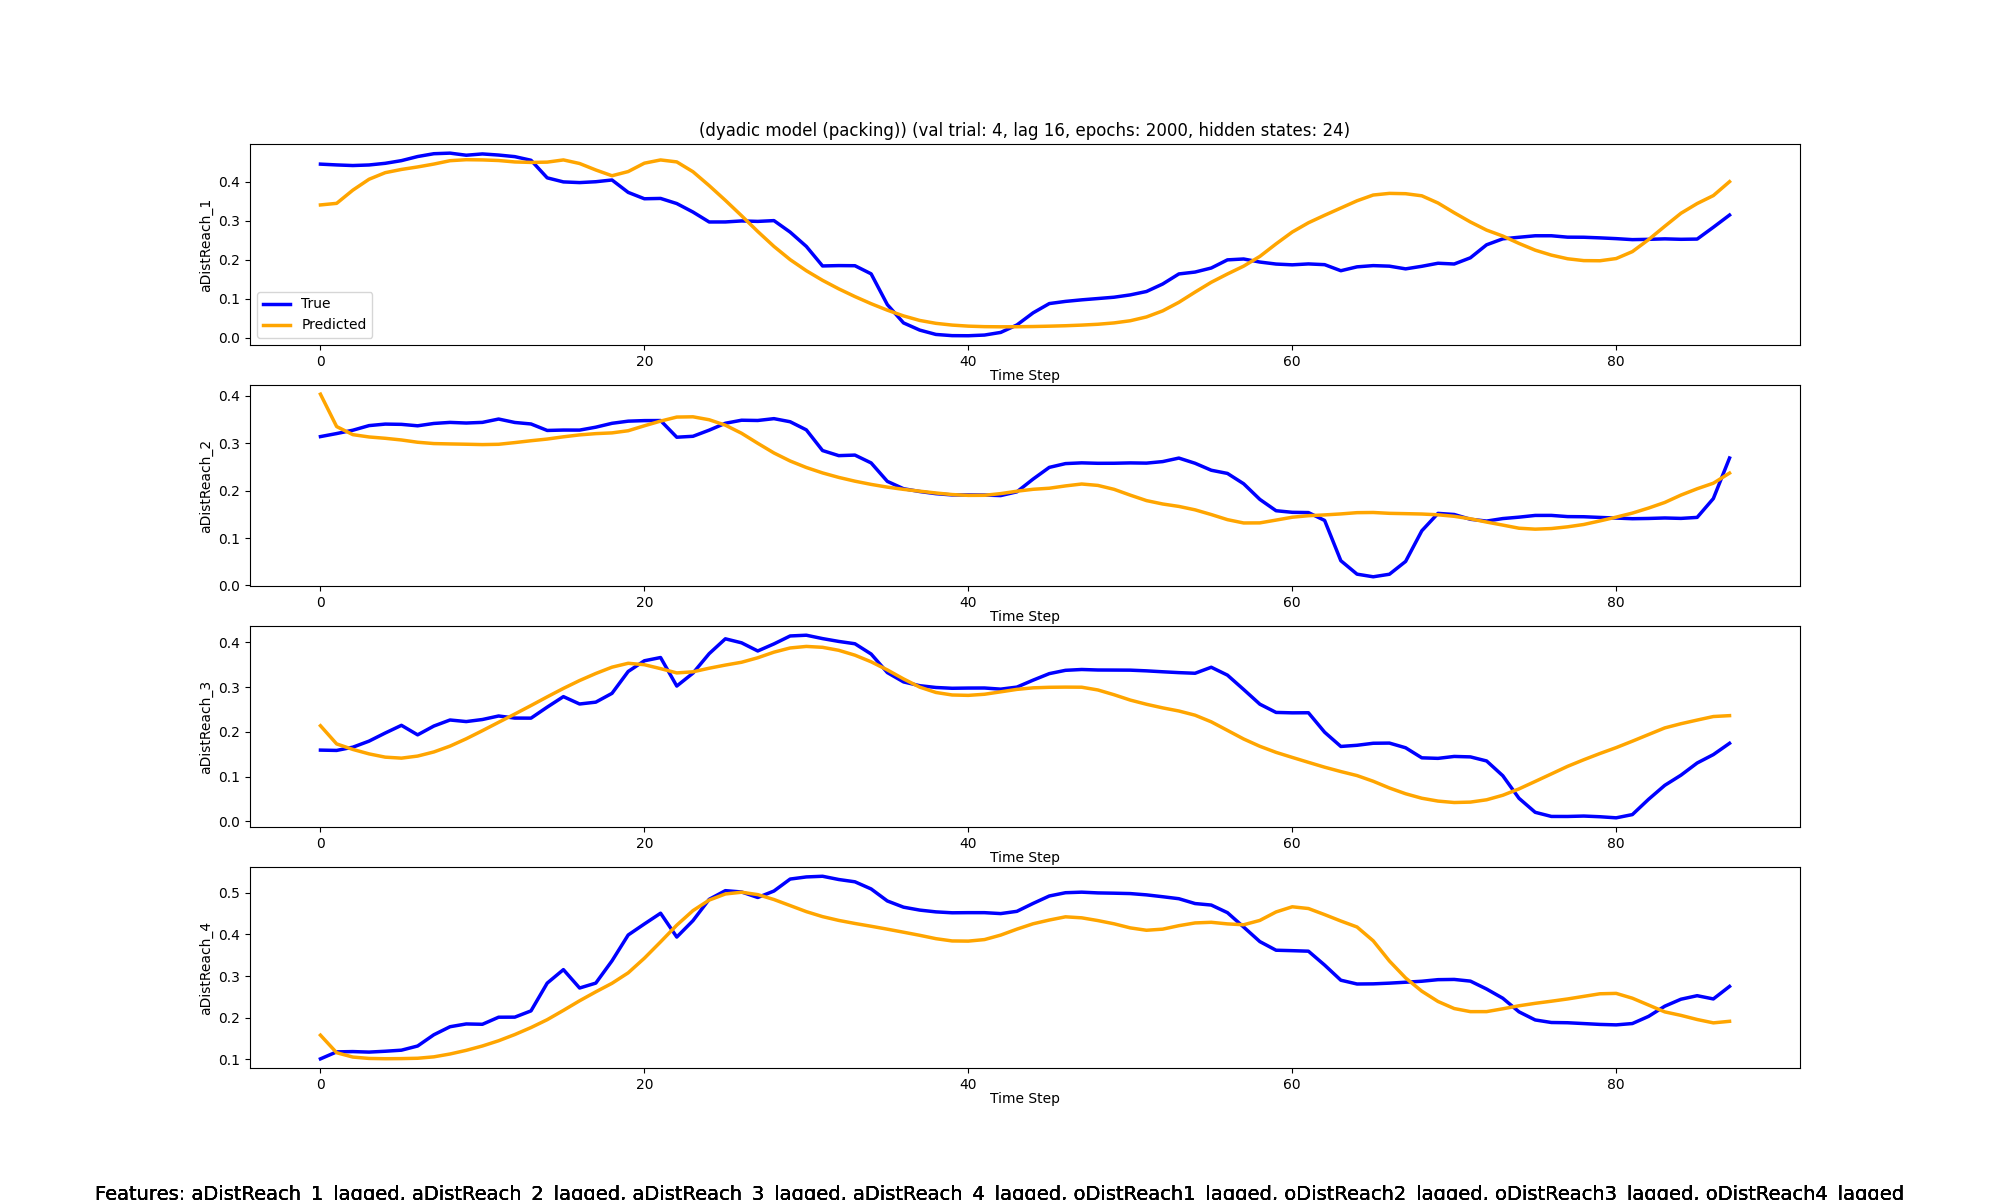 (dyadic model (packing)) (val trial: 4, lag 16, epochs: 2000, hidden states: 24)
aDistReach_1
0.4
0.3
0.2
0.1
0.0
True
Predicted
0 20 40 60 80
Time Step
aDistReach_2
0.4
0.3
0.2
0.1
0.0
0 20 40 60 80
Time Step
aDistReach_3
0.4
0.3
0.2
0.1
0.0
0 20 40 60 80
Time Step
aDistReach_4
0.5
0.4
0.3
0.2
0.1
0 20 40 60 80
Time Step
Features: aDistReach_1_lagged, aDistReach_2_lagged, aDistReach_3_lagged, aDistReach_4_lagged, oDistReach1_lagged, oDistReach2_lagged, oDistReach3_lagged, oDistReach4_lagged